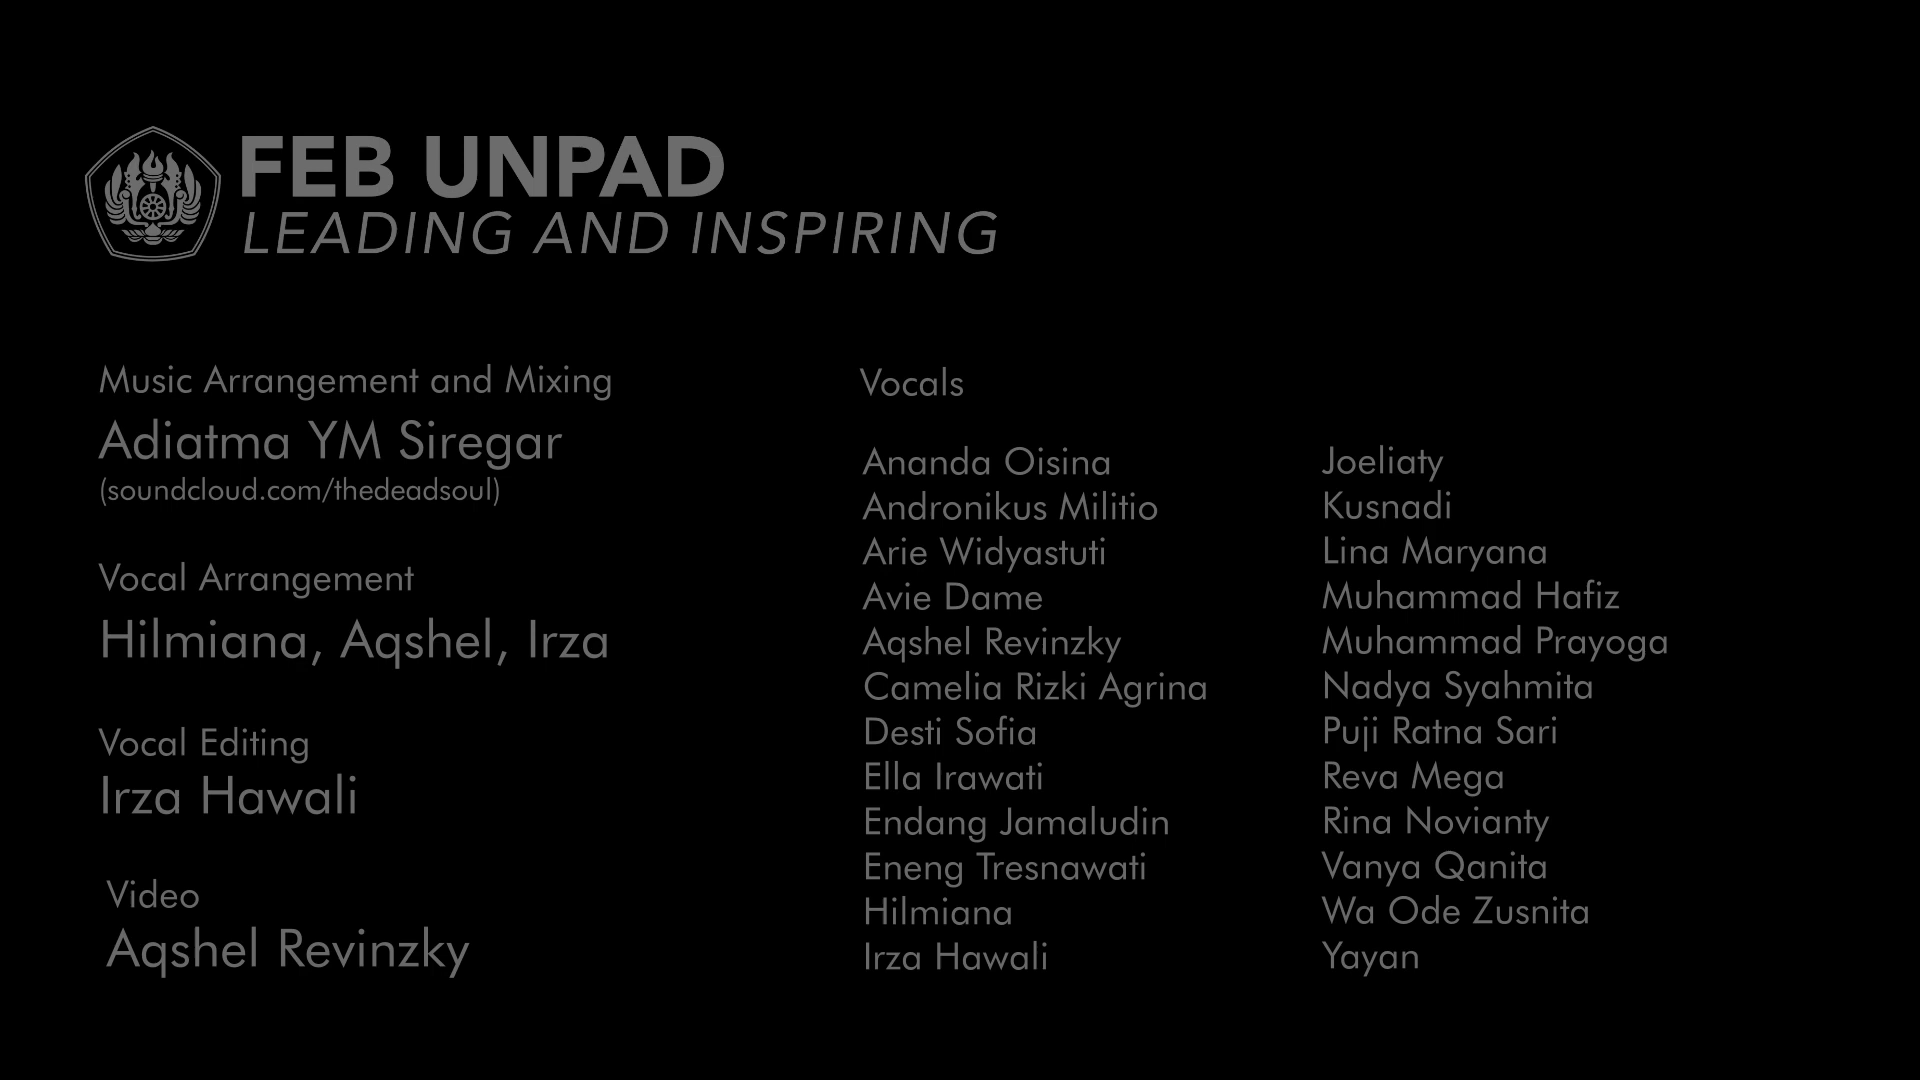 FEB UNPAD
LEADING AND INSPIRING
Music Arrangement and Mixing
Adiatma YM Siregar
(soundcloud.com/thedeadsoul)
Vocal Arrangement
Hilmiana, Aqshel, Irza
Vocal Editing
Irza Hawali
Video
Aqshel Revinzky
Vocals
Ananda Oisina
Andronikus Militio
Arie Widyastuti
Avie Dame
Aqshel Revinzky
Camelia Rizki Agrina
Desti Sofia
Ella Irawati
Endang Jamaludin
Eneng Tresnawati
Hilmiana
Irza Hawali
Joeliaty
Kusnadi
Lina Maryana
Muhammad Hafiz
Muhammad Prayoga
Nadya Syahmita
Puji Ratna Sari
Reva Mega
Rina Novianty
Vanya Qanita
Wa Ode Zusnita
Yayan